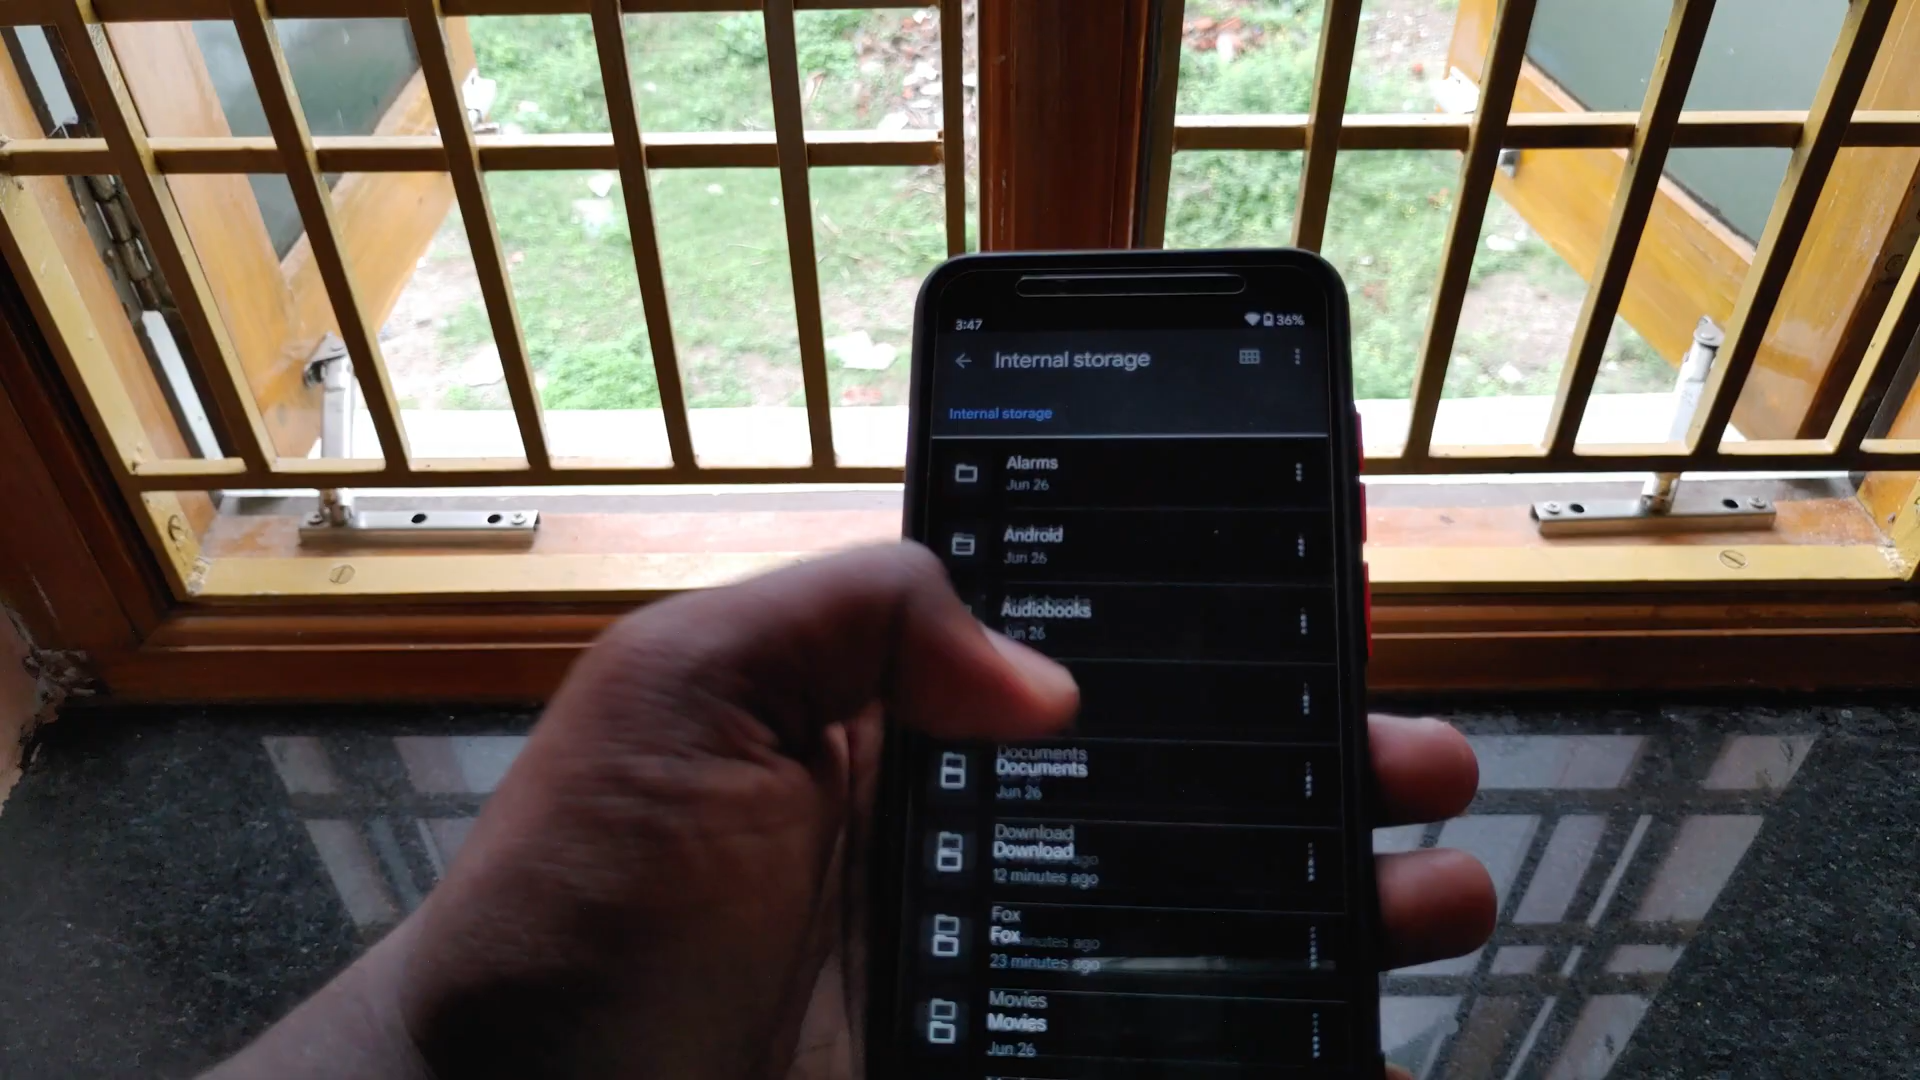 3:47
36%
Internal storage
Internal storage
Alarms
Jun 26
Android
Jun 26
Audiobooks
Jun 26
Documents
Jun 26
Download
12 minutes ago
Fox
23 minutes ago
Movies
Jun 26